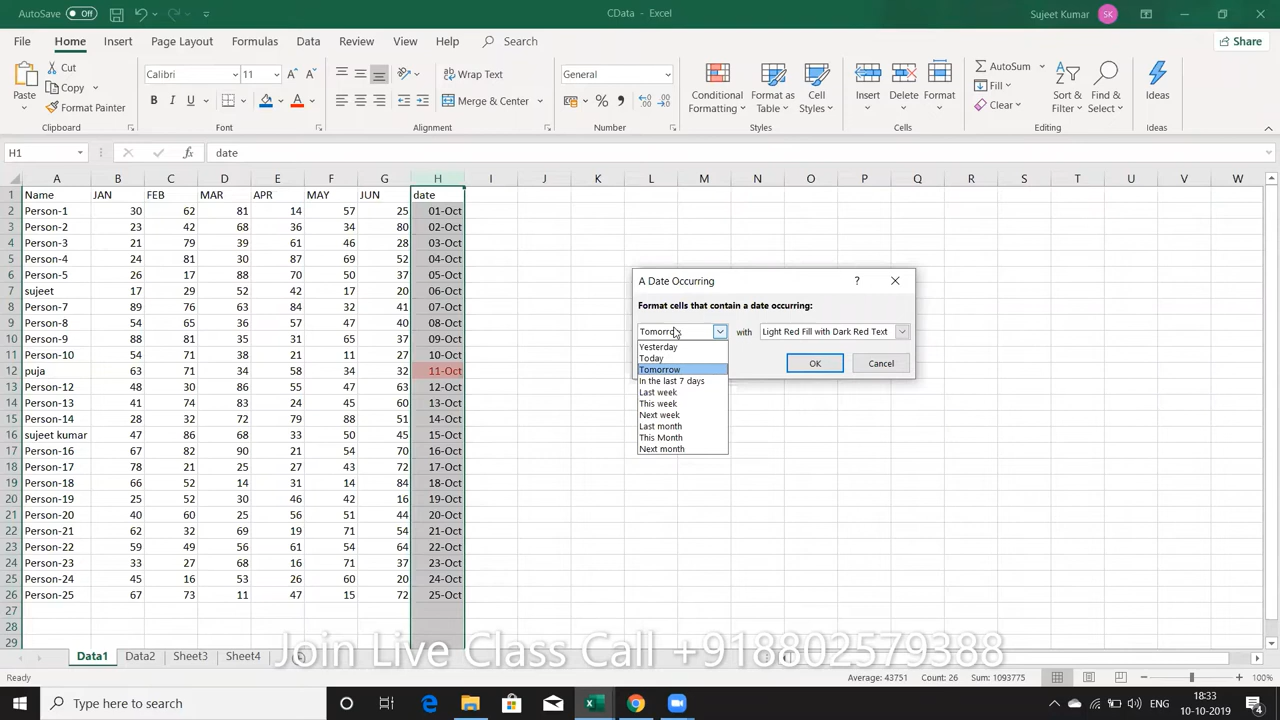 AutoSave Off CData - Excel Sujeet Kumar SK
File Home Insert Page Layout Formulas Data Review View Help Search Share
Paste Cut Copy Format Painter Clipboard
Calibri 11 B I U A Font
Wrap Text Merge & Center Alignment
General % Number
Conditional Formatting Format as Table Cell Styles Styles
Insert Delete Format Cells
AutoSum Fill Clear Sort & Filter Find & Select Editing
Ideas Ideas
H1 fx date
A B C D E F G H I J K L M N O P Q R S T U V W
1 Name JAN FEB MAR APR MAY JUN date
2 Person-1 30 62 81 14 57 25 01-Oct
3 Person-2 23 42 68 36 34 80 02-Oct
4 Person-3 21 79 39 61 46 28 03-Oct
5 Person-4 24 81 30 87 69 52 04-Oct
6 Person-5 26 17 88 70 50 37 05-Oct
7 sujeet 17 29 52 42 17 20 06-Oct
8 Person-7 89 76 63 84 32 41 07-Oct
9 Person-8 54 65 36 57 47 40 08-Oct
10 Person-9 88 81 35 31 65 37 09-Oct
11 Person-10 54 71 38 21 11 27 10-Oct
12 puja 63 71 34 58 34 32 11-Oct
13 Person-12 48 30 86 55 47 63 12-Oct
14 Person-13 41 74 83 24 45 60 13-Oct
15 Person-14 28 32 72 79 88 51 14-Oct
16 sujeet kumar 47 86 68 33 50 45 15-Oct
17 Person-16 67 82 90 21 54 40 16-Oct
18 Person-17 78 21 25 27 43 72 17-Oct
19 Person-18 66 52 14 31 14 84 18-Oct
20 Person-19 25 52 30 46 42 16 19-Oct
21 Person-20 40 60 25 56 51 44 20-Oct
22 Person-21 62 32 69 19 71 54 21-Oct
23 Person-22 59 49 56 61 54 64 22-Oct
24 Person-23 33 27 68 16 71 37 23-Oct
25 Person-24 45 16 53 26 60 20 24-Oct
26 Person-25 67 73 11 47 15 72 25-Oct
27
28
29
A Date Occurring ?
Format cells that contain a date occurring:
Tomorrow with Light Red Fill with Dark Red Text
Yesterday
Today
Tomorrow
In the last 7 days
Last week
This week
Next week
Last month
This Month
Next month
OK Cancel
Join Live Class Call +918802579388
Data1 Data2 Sheet3 Sheet4
Ready Average: 43751 Count: 26 Sum: 1093775 100%
Type here to search ENG 18:33
10-10-2019